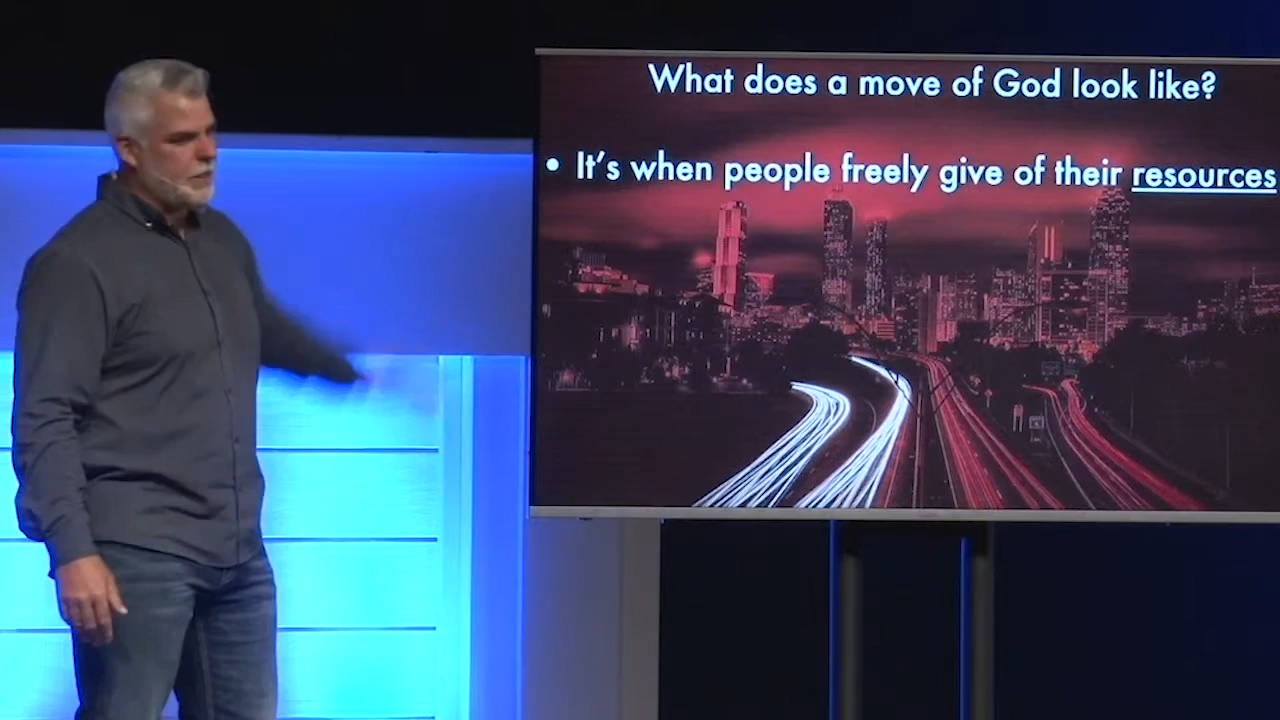 What does a move of God look like?
• It's when people freely give of their resources